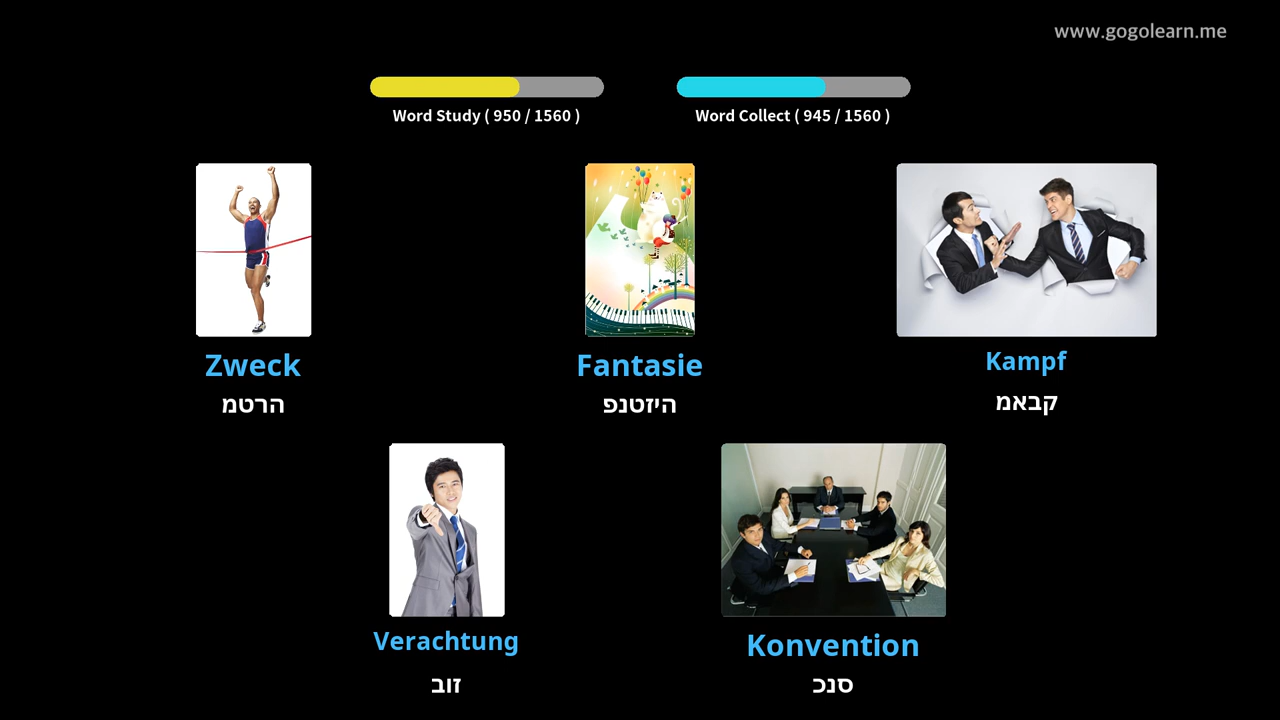 www.gogolearn.me
Word Study ( 950 / 1560 )
Word Collect ( 945 / 1560 )
Zweck
הרטמ
Fantasie
היזטנפ
Kampf
קבאמ
Verachtung
זוב
Konvention
סנכ